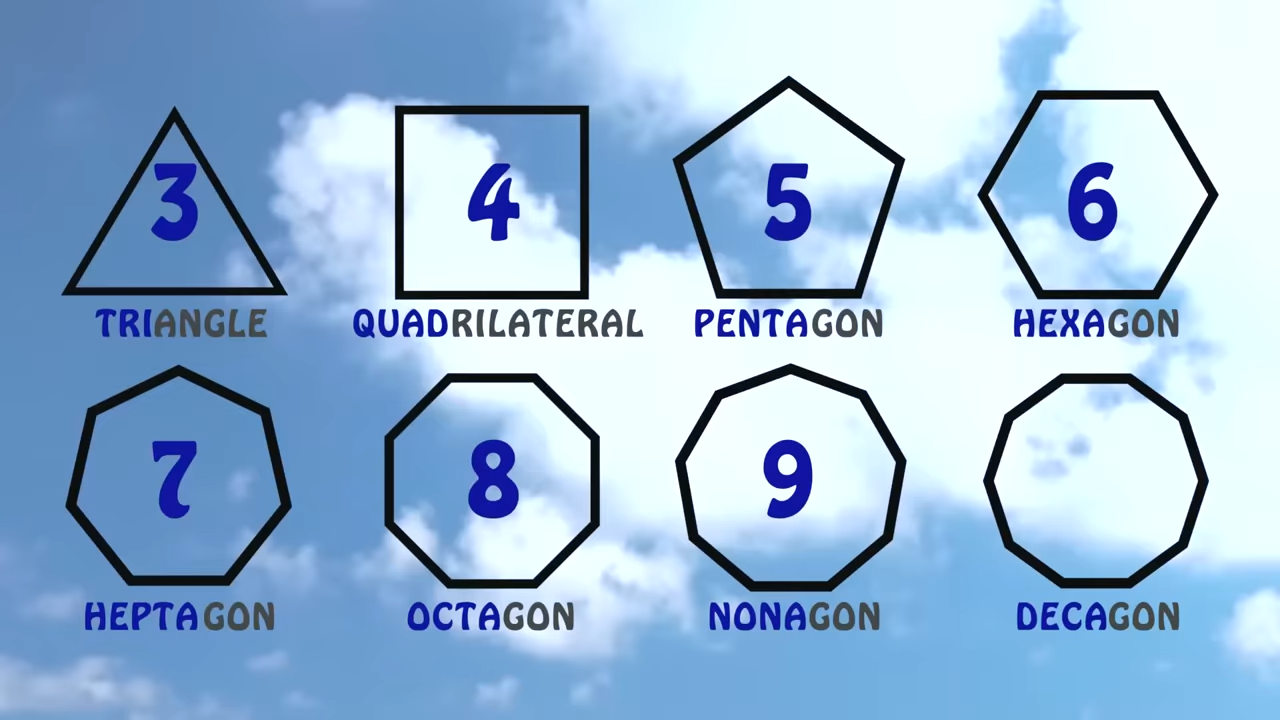 3 4 5 6
TRIANGLE QUADRILATERAL PENTAGON HEXAGON
7 8 9
HEPTAGON OCTAGON NONAGON DECAGON